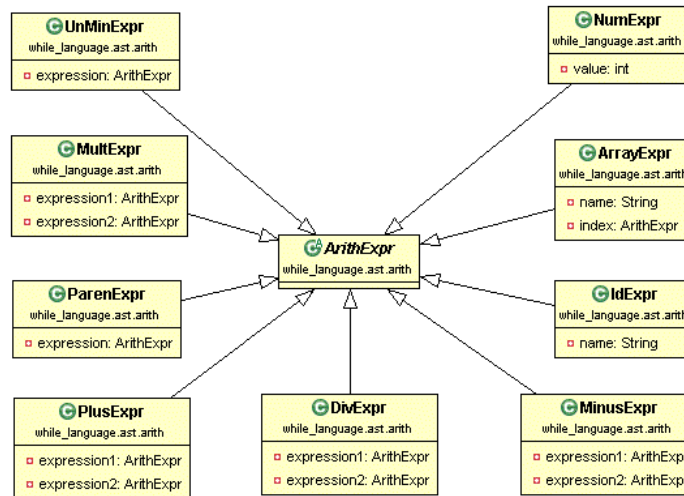 UnMinExpr
while_language.ast.arith
expression: ArithExpr
NumExpr
while_language.ast.arith
value: int
MultExpr
while_language.ast.arith
expression1: ArithExpr
expression2: ArithExpr
ArrayExpr
while_language.ast.arith
name: String
index: ArithExpr
ArithExpr
while_language.ast.arith
ParenExpr
while_language.ast.arith
expression: ArithExpr
IdExpr
while_language.ast.arith
name: String
PlusExpr
while_language.ast.arith
expression1: ArithExpr
expression2: ArithExpr
DivExpr
while_language.ast.arith
expression1: ArithExpr
expression2: ArithExpr
MinusExpr
while_language.ast.arith
expression1: ArithExpr
expression2: ArithExpr